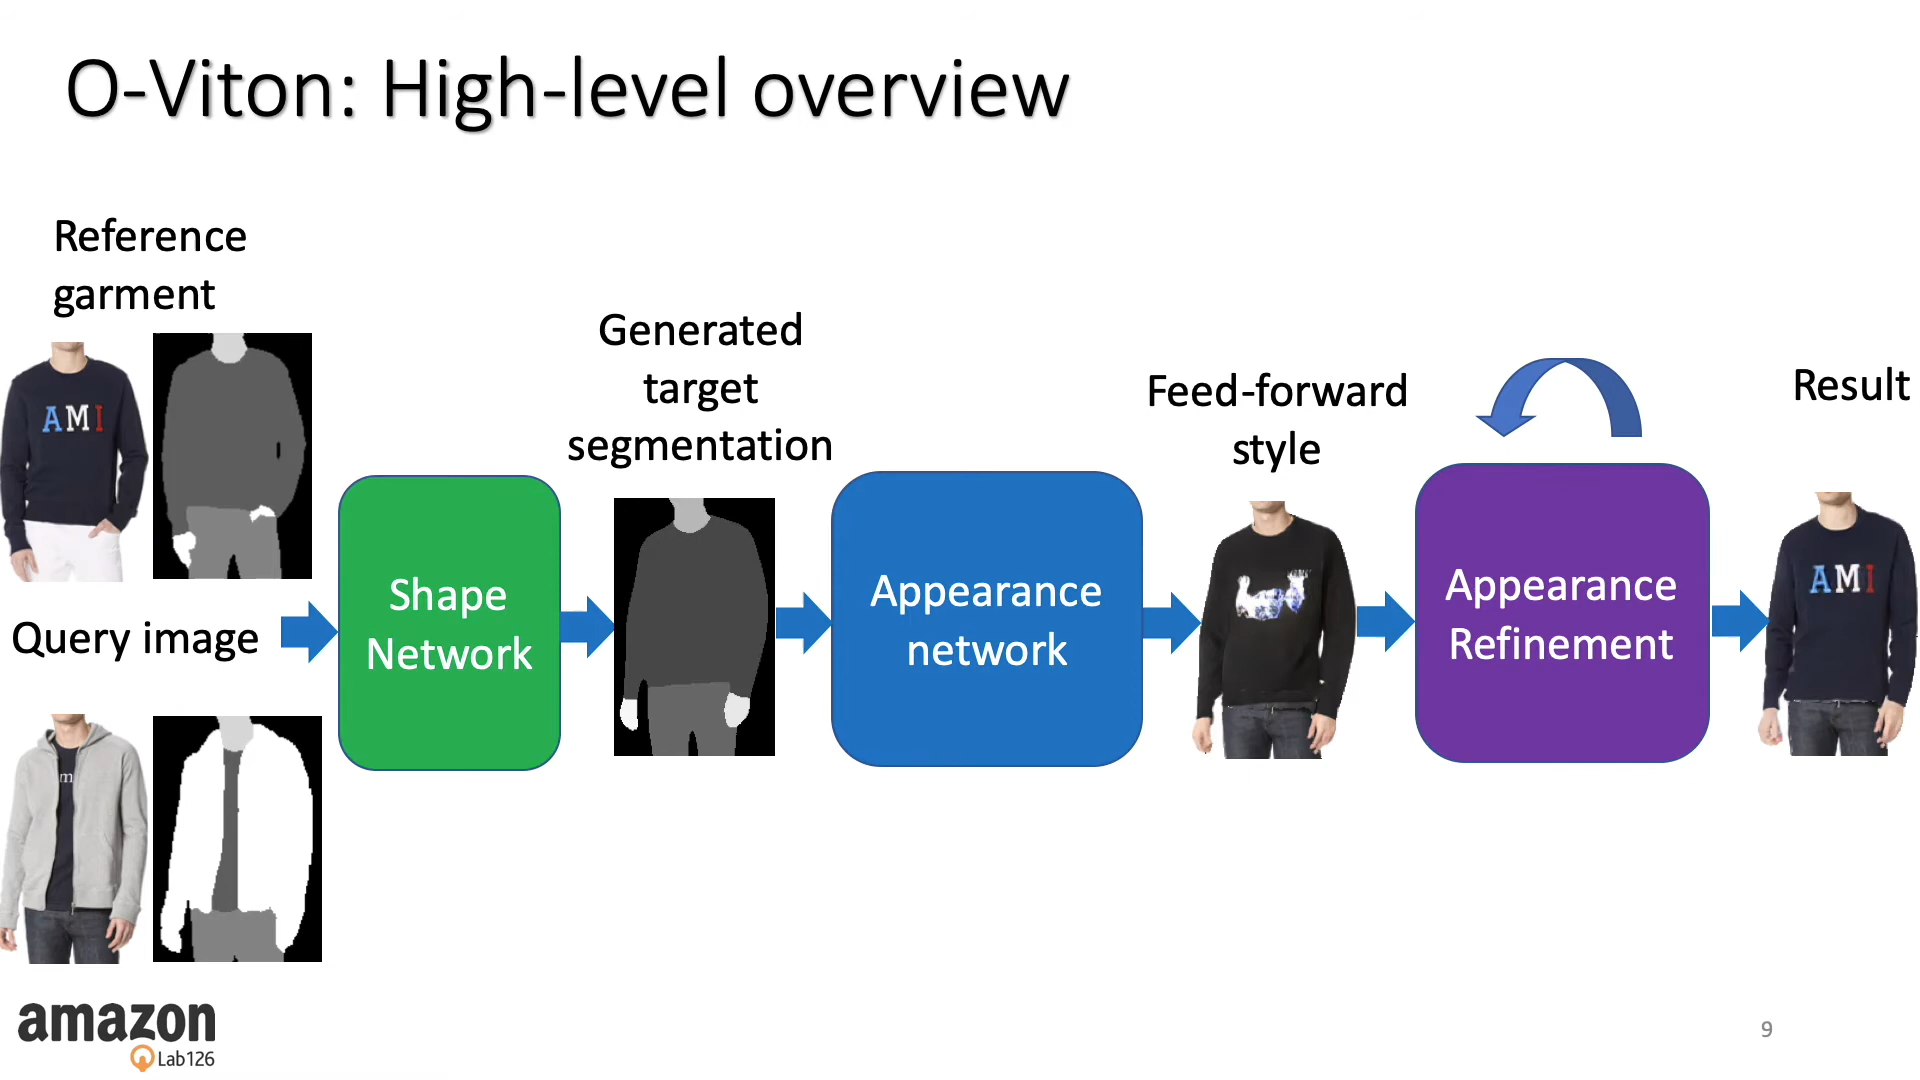 O-Viton: High-level overview
Reference
garment
AMI
Query image
m
Shape
Network
Generated
target
segmentation
Appearance
network
Feed-forward
style
Appearance
Refinement
Result
AMI
amazon
Lab126
9